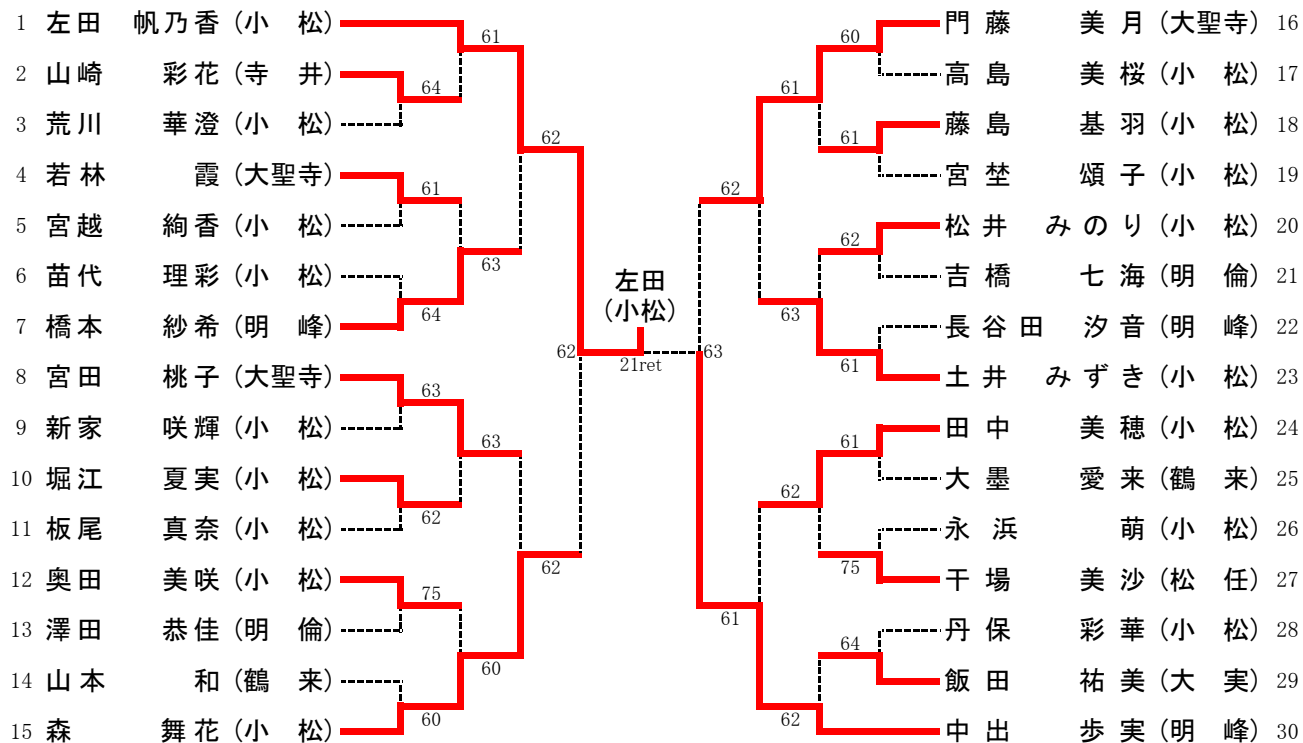 1 左田 帆乃香 (小 松)
2 山崎 彩花 (寺 井)
3 荒川 華澄 (小 松)
4 若林 霞 (大聖寺)
5 宮越 絢香 (小 松)
6 苗代 理彩 (小 松)
7 橋本 紗希 (明 峰)
8 宮田 桃子 (大聖寺)
9 新家 咲輝 (小 松)
10 堀江 夏実 (小 松)
11 板尾 真奈 (小 松)
12 奥田 美咲 (小 松)
13 澤田 恭佳 (明 倫)
14 山本 和 (鶴 来)
15 森 舞花 (小 松)
61
64
61
64
63
62
75
60
62
63
63
60
62
62
左田
(小松)
21ret
63
62
61
61
63
62
60
61
62
61
61
75
64
62
門藤 美月 (大聖寺) 16
高島 美桜 (小 松) 17
藤島 基羽 (小 松) 18
宮埜 頌子 (小 松) 19
松井 みのり (小 松) 20
吉橋 七海 (明 倫) 21
長谷田 汐音 (明 峰) 22
土井 みずき (小 松) 23
田中 美穂 (小 松) 24
大墨 愛来 (鶴 来) 25
永浜 萌 (小 松) 26
干場 美沙 (松 任) 27
丹保 彩華 (小 松) 28
飯田 祐美 (大 実) 29
中出 歩実 (明 峰) 30